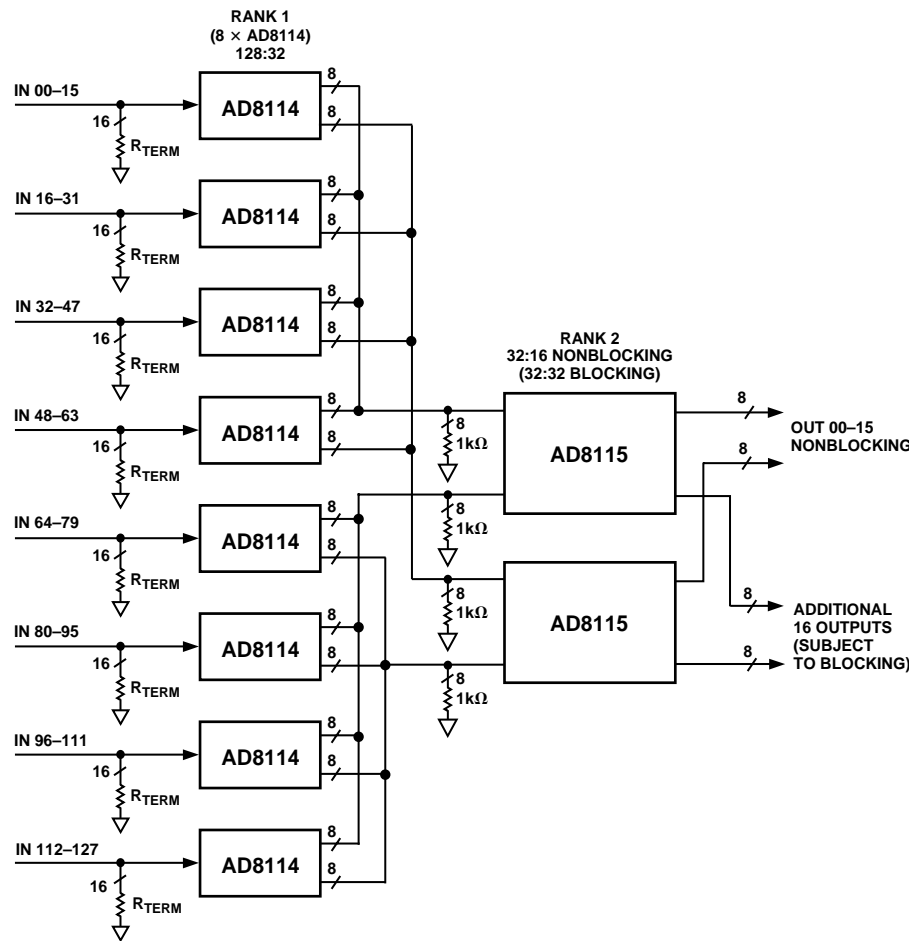 RANK 1
(8 × AD8114)
128:32
IN 00–15
16
RTERM
AD8114
8
8
IN 16–31
16
RTERM
AD8114
8
8
IN 32–47
16
RTERM
AD8114
8
8
IN 48–63
16
RTERM
AD8114
8
8
IN 64–79
16
RTERM
AD8114
8
8
IN 80–95
16
RTERM
AD8114
8
8
IN 96–111
16
RTERM
AD8114
8
8
IN 112–127
16
RTERM
AD8114
8
8
RANK 2
32:16 NONBLOCKING
(32:32 BLOCKING)
8
1kΩ
8
1kΩ
AD8115
8
1kΩ
8
1kΩ
AD8115
8
8
OUT 00–15
NONBLOCKING
8
8
ADDITIONAL
16 OUTPUTS
(SUBJECT
TO BLOCKING)